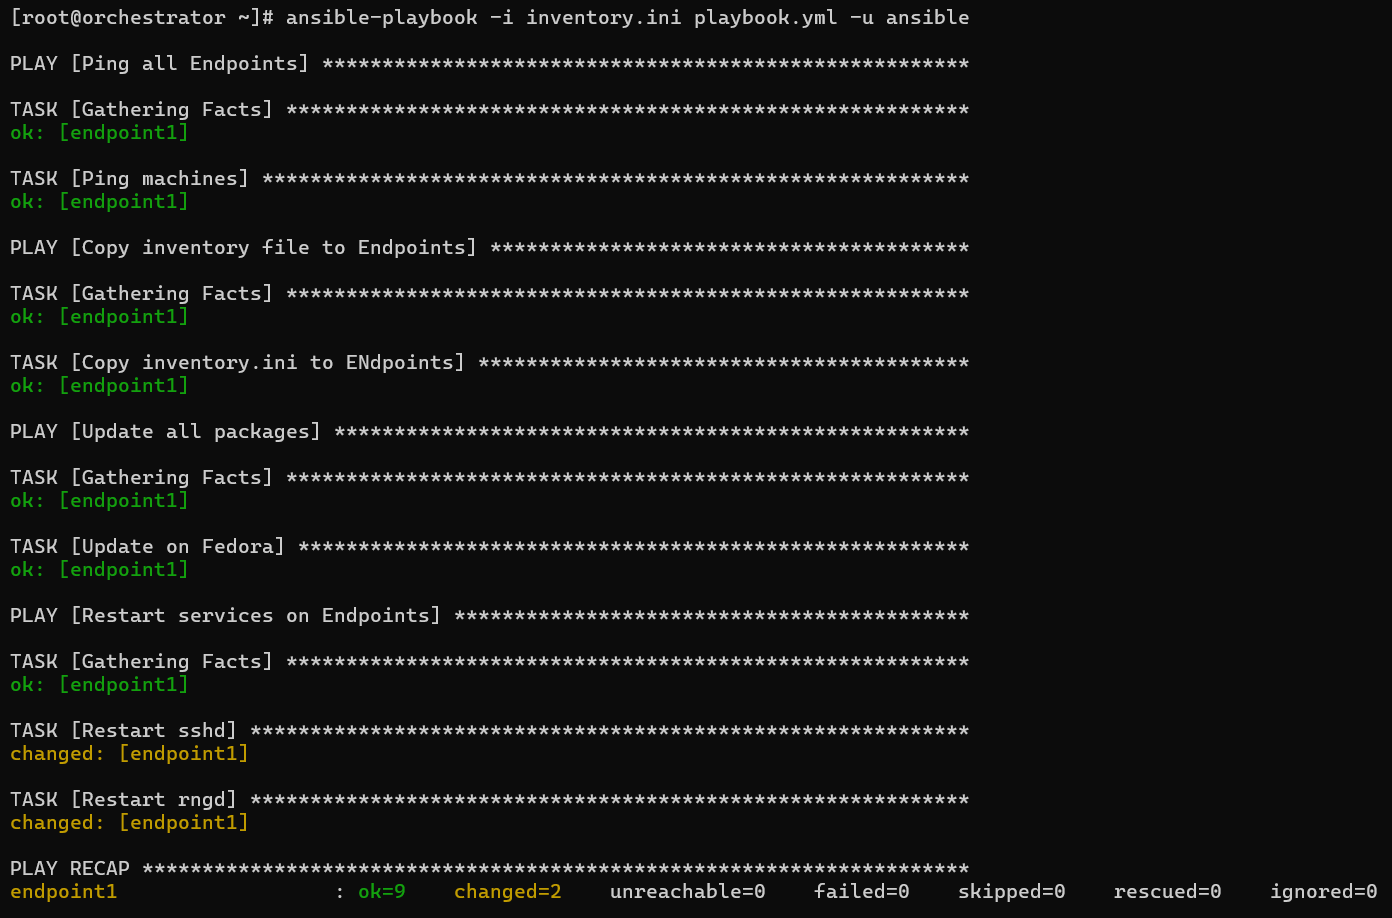 [root@orchestrator ~]# ansible-playbook -i inventory.ini playbook.yml -u ansible
PLAY [Ping all Endpoints] ******************************************************
TASK [Gathering Facts] *********************************************************
ok: [endpoint1]
TASK [Ping machines] ***********************************************************
ok: [endpoint1]
PLAY [Copy inventory file to Endpoints] ****************************************
TASK [Gathering Facts] *********************************************************
ok: [endpoint1]
TASK [Copy inventory.ini to ENdpoints] *****************************************
ok: [endpoint1]
PLAY [Update all packages] *****************************************************
TASK [Gathering Facts] *********************************************************
ok: [endpoint1]
TASK [Update on Fedora] ********************************************************
ok: [endpoint1]
PLAY [Restart services on Endpoints] *******************************************
TASK [Gathering Facts] *********************************************************
ok: [endpoint1]
TASK [Restart sshd] ************************************************************
changed: [endpoint1]
TASK [Restart rngd] ************************************************************
changed: [endpoint1]
PLAY RECAP *********************************************************************
endpoint1                  : ok=9    changed=2    unreachable=0    failed=0    skipped=0    rescued=0    ignored=0